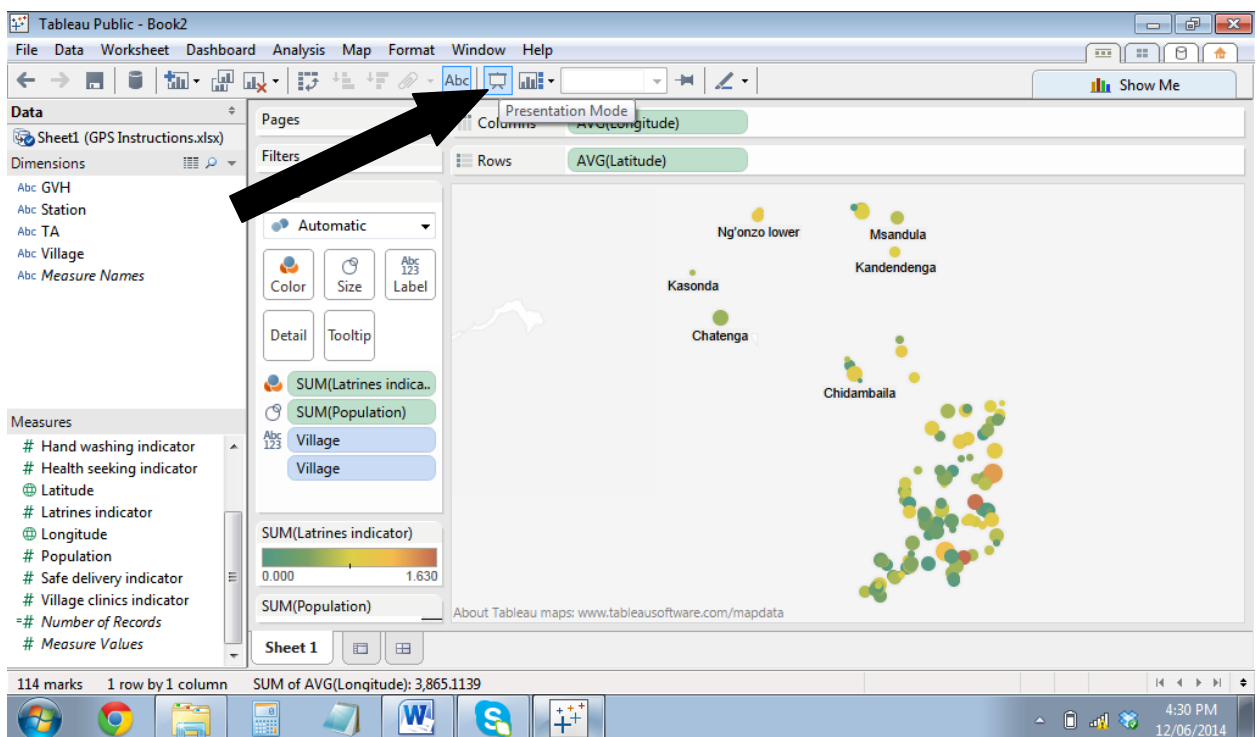 Tableau Public - Book2
File Data Worksheet Dashboard Analysis Map Format Window Help
Abc
Show Me
Presentation Mode
Data
Sheet1 (GPS Instructions.xlsx)
Dimensions
Abc GVH
Abc Station
Abc TA
Abc Village
Abc Measure Names
Measures
# Hand washing indicator
# Health seeking indicator
Latitude
# Latrines indicator
Longitude
# Population
# Safe delivery indicator
# Village clinics indicator
=# Number of Records
# Measure Values
Pages
Filters
Automatic
Color
Size
Abc 123
Label
Detail
Tooltip
SUM(Latrines indica..
SUM(Population)
Abc 123
Village
Village
SUM(Latrines indicator)
0.000 1.630
SUM(Population)
Columns AVG(Longitude)
Rows AVG(Latitude)
Ng'onzo lower
Msandula
Kandendenga
Kasonda
Chatenga
Chidambaila
About Tableau maps: www.tableausoftware.com/mapdata
Sheet 1
114 marks 1 row by 1 column SUM of AVG(Longitude): 3,865.1139
W
S
4:30 PM
12/06/2014